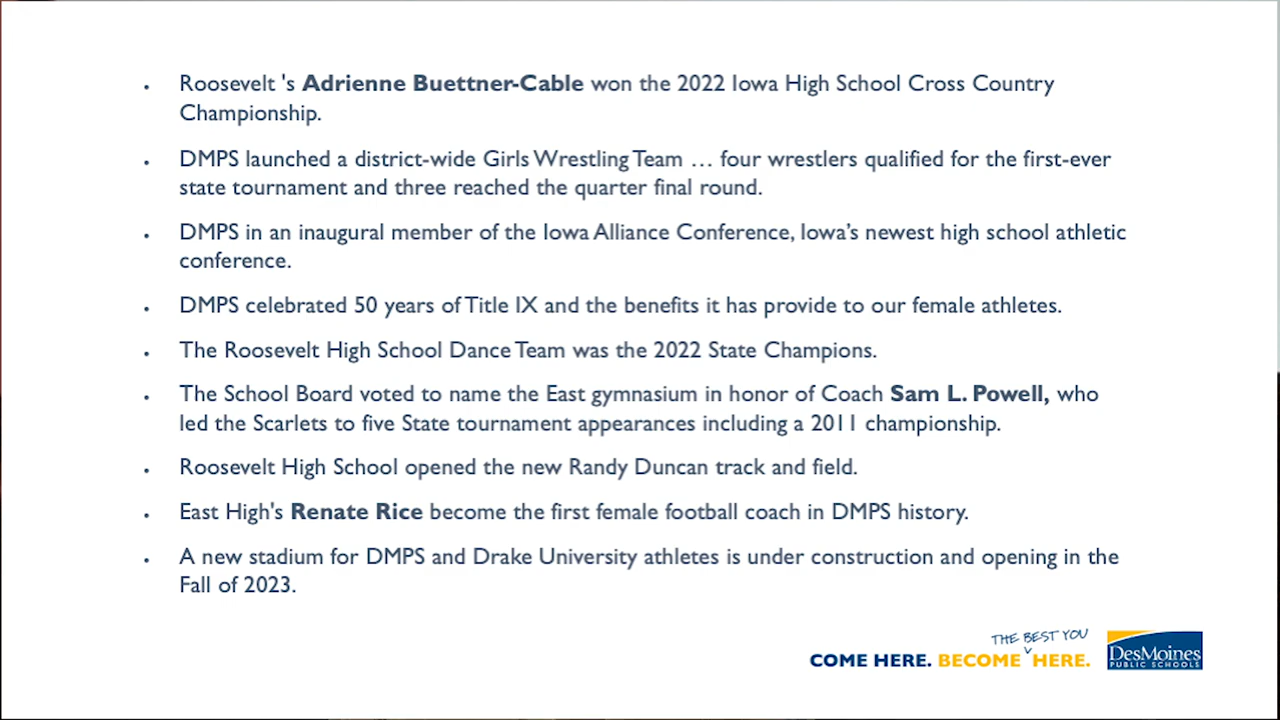 • Roosevelt 's Adrienne Buettner-Cable won the 2022 Iowa High School Cross Country
Championship.
• DMPS launched a district-wide Girls Wrestling Team … four wrestlers qualified for the first-ever
state tournament and three reached the quarter final round.
• DMPS in an inaugural member of the Iowa Alliance Conference, Iowa’s newest high school athletic
conference.
• DMPS celebrated 50 years of Title IX and the benefits it has provide to our female athletes.
• The Roosevelt High School Dance Team was the 2022 State Champions.
• The School Board voted to name the East gymnasium in honor of Coach Sam L. Powell, who
led the Scarlets to five State tournament appearances including a 2011 championship.
• Roosevelt High School opened the new Randy Duncan track and field.
• East High's Renate Rice become the first female football coach in DMPS history.
• A new stadium for DMPS and Drake University athletes is under construction and opening in the
Fall of 2023.
THE BEST YOU
COME HERE. BECOME HERE.
DesMoines
PUBLIC SCHOOLS